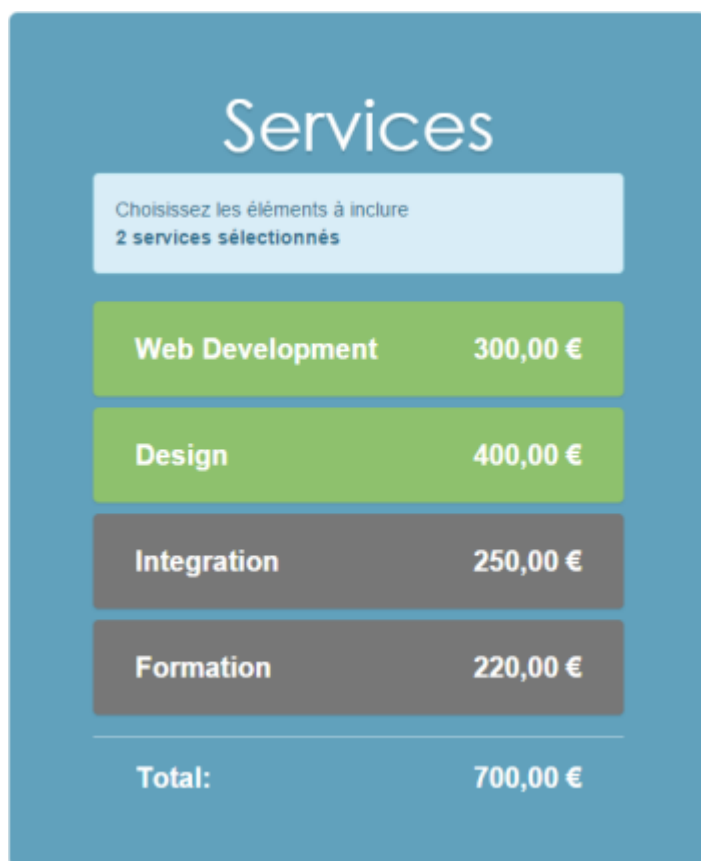 Services
Choisissez les éléments à inclure
2 services sélectionnés
Web Development 300,00 €
Design 400,00 €
Integration 250,00 €
Formation 220,00 €
Total: 700,00 €